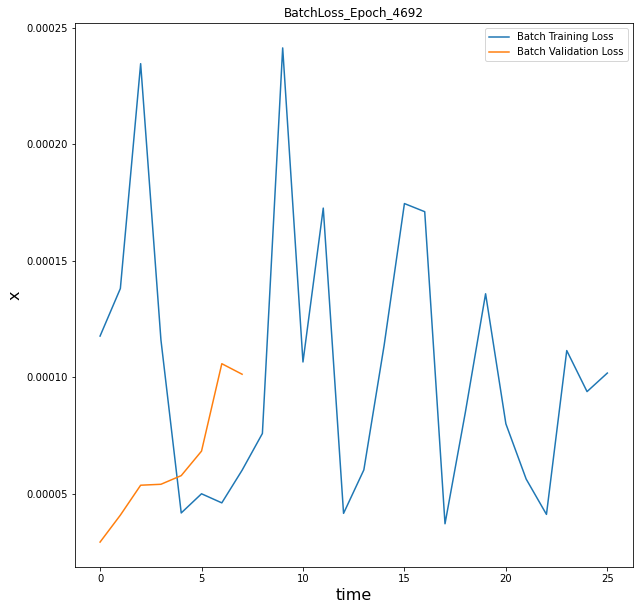 BatchLoss_Epoch_4692
Batch Training Loss
Batch Validation Loss
0.00025
0.00020
0.00015
0.00010
0.00005
x
0 5 10 15 20 25
time